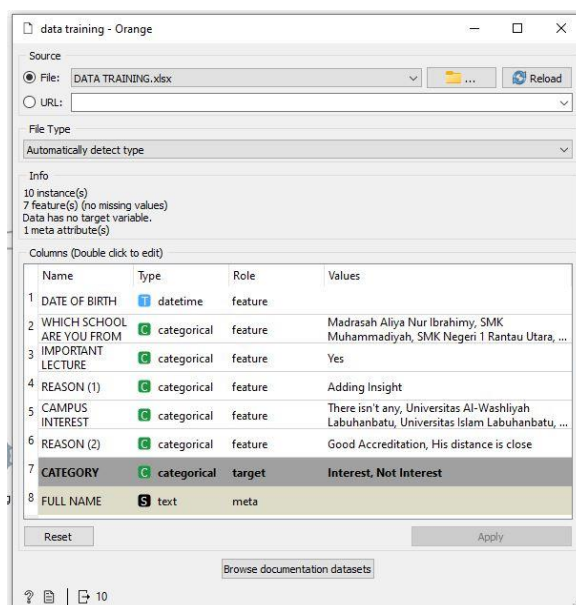 data training - Orange
Source
File: DATA TRAINING.xlsx ... Reload
URL:
File Type
Automatically detect type
Info
10 instance(s)
7 feature(s) (no missing values)
Data has no target variable.
1 meta attribute(s)
Columns (Double click to edit)
Name Type Role Values
1 DATE OF BIRTH T datetime feature
2 WHICH SCHOOL ARE YOU FROM C categorical feature Madrasah Aliya Nur Ibrahimy, SMK
Muhammadiyah, SMK Negeri 1 Rantau Utara, ...
3 IMPORTANT LECTURE C categorical feature Yes
4 REASON (1) C categorical feature Adding Insight
5 CAMPUS INTEREST C categorical feature There isn't any, Universitas Al-Washliyah
Labuhanbatu, Universitas Islam Labuhanbatu, ...
6 REASON (2) C categorical feature Good Accreditation, His distance is close
7 CATEGORY C categorical target Interest, Not Interest
8 FULL NAME S text meta
Reset Apply
Browse documentation datasets
? 10